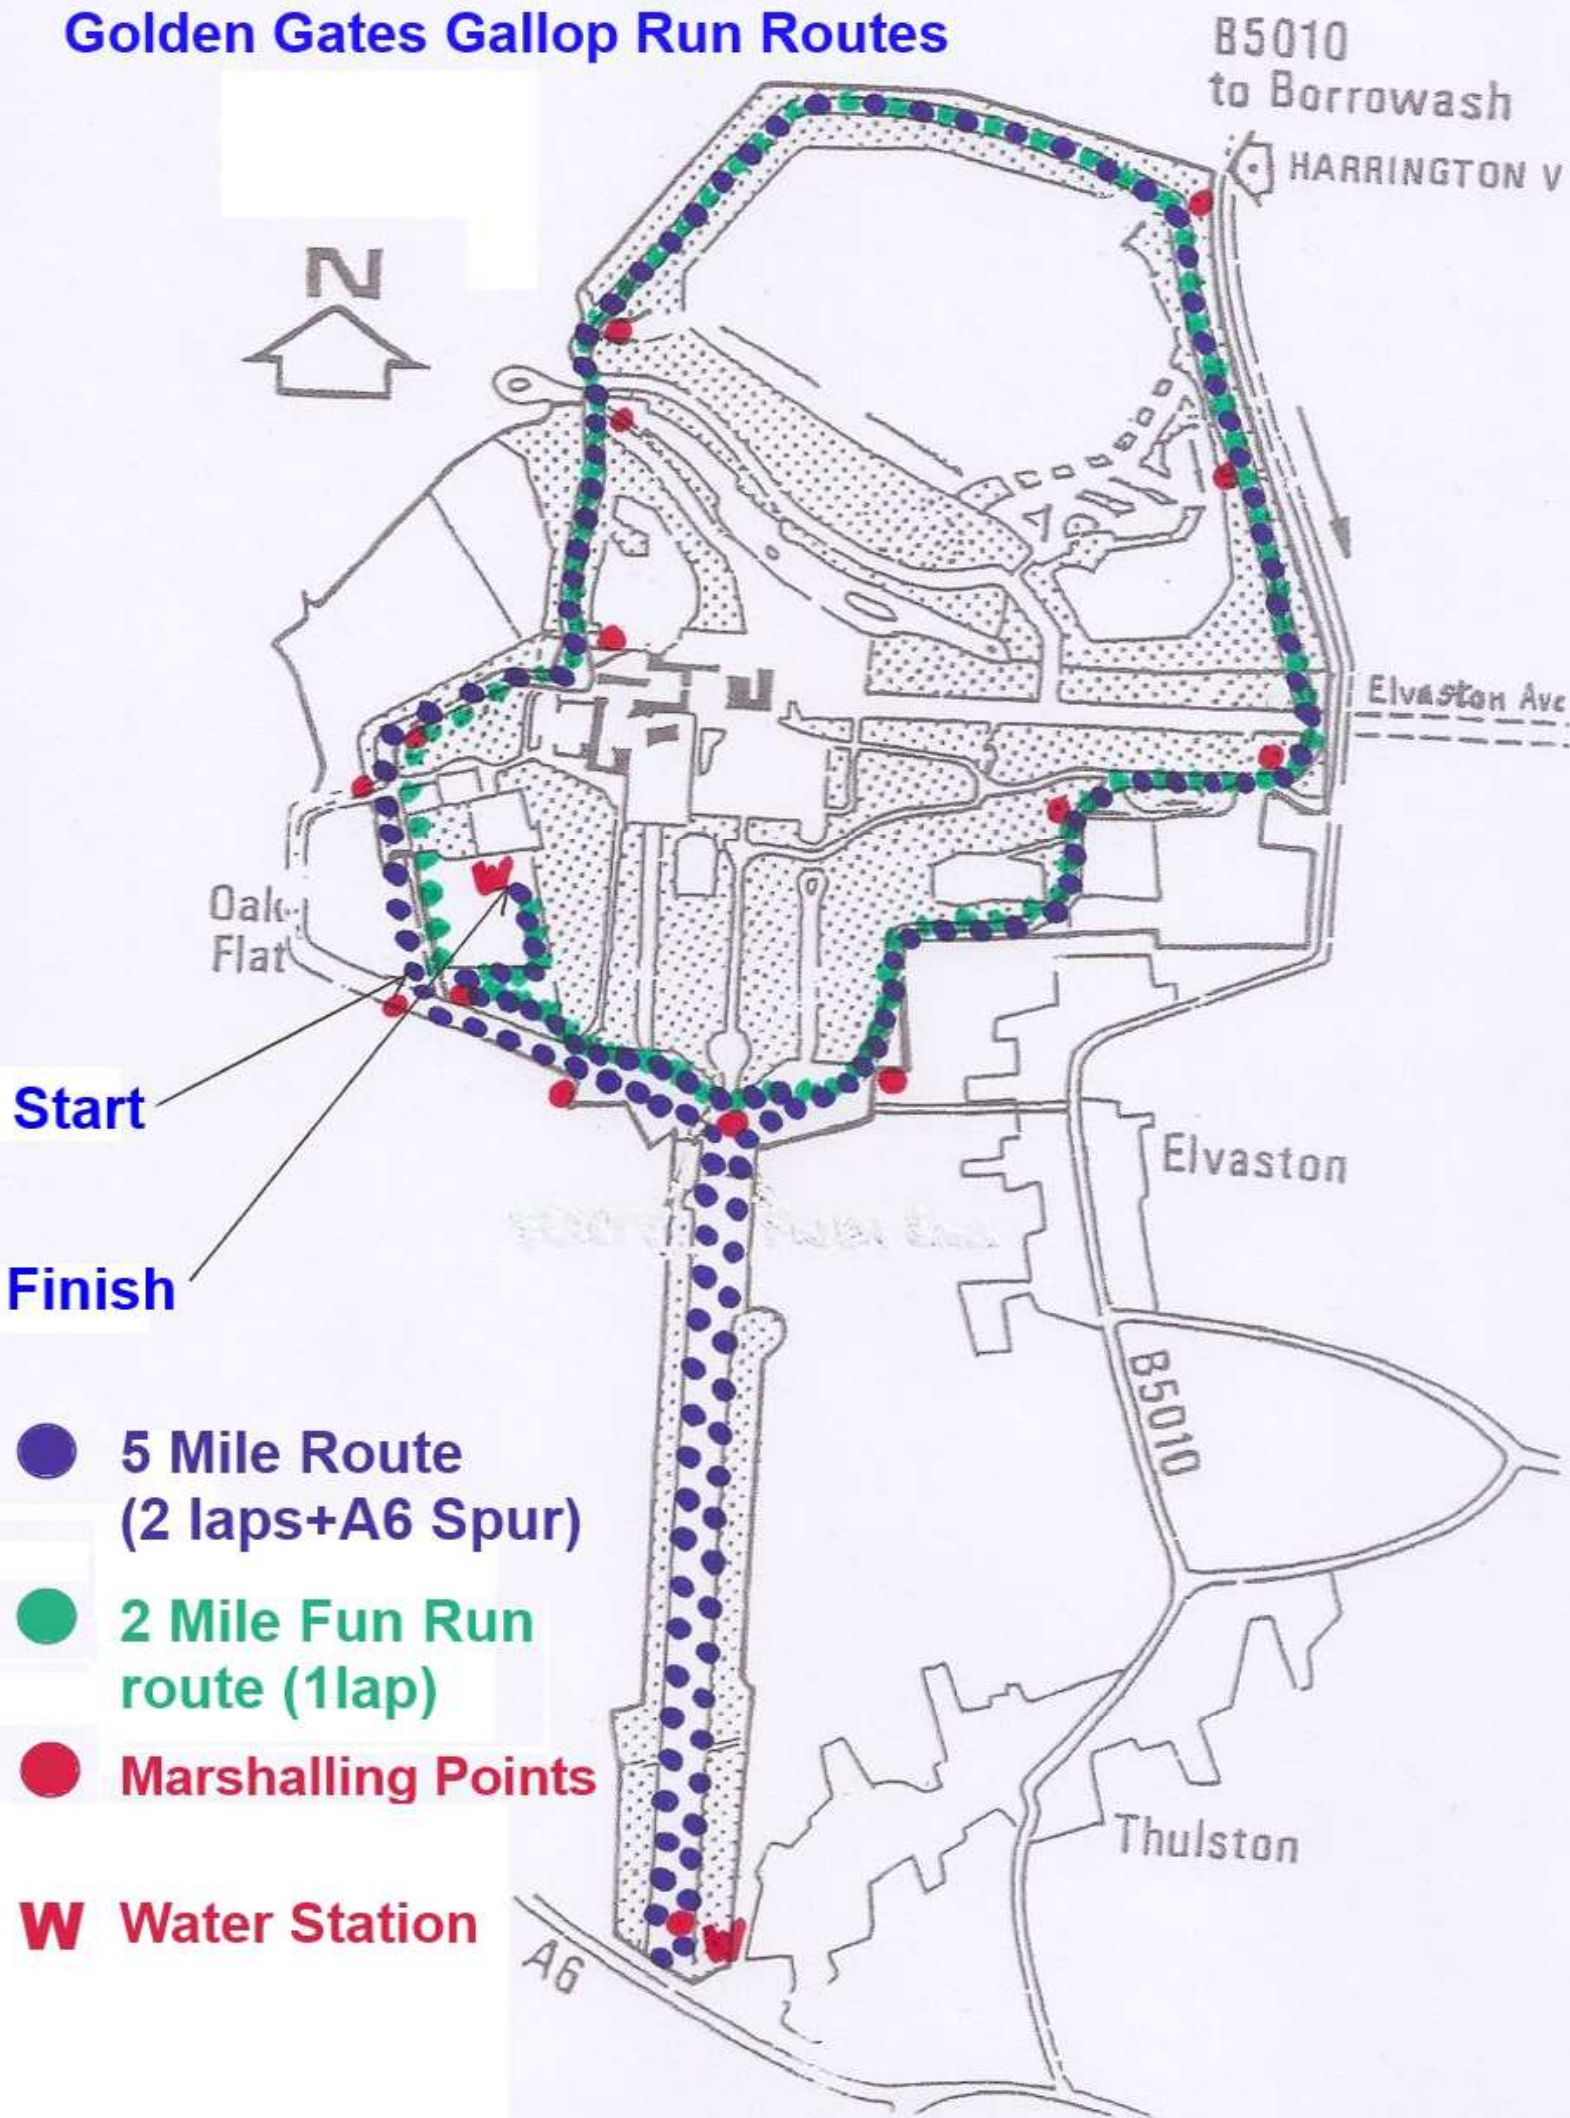 Golden Gates Gallop Run Routes
B5010
to Borrowash
HARRINGTON V
N
Elvaston Ave
W
Oak
Flat
Start
Elvaston
Finish
B5010
5 Mile Route
(2 laps+A6 Spur)
2 Mile Fun Run
route (1lap)
Marshalling Points
Thulston
W Water Station
W
A6